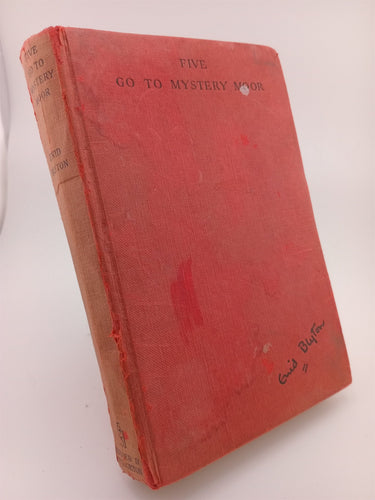 FIVE
GO TO MYSTERY MOOR
Enid Blyton
FIVE
GO TO
MYSTERY
MOOR
ENID
BLYTON